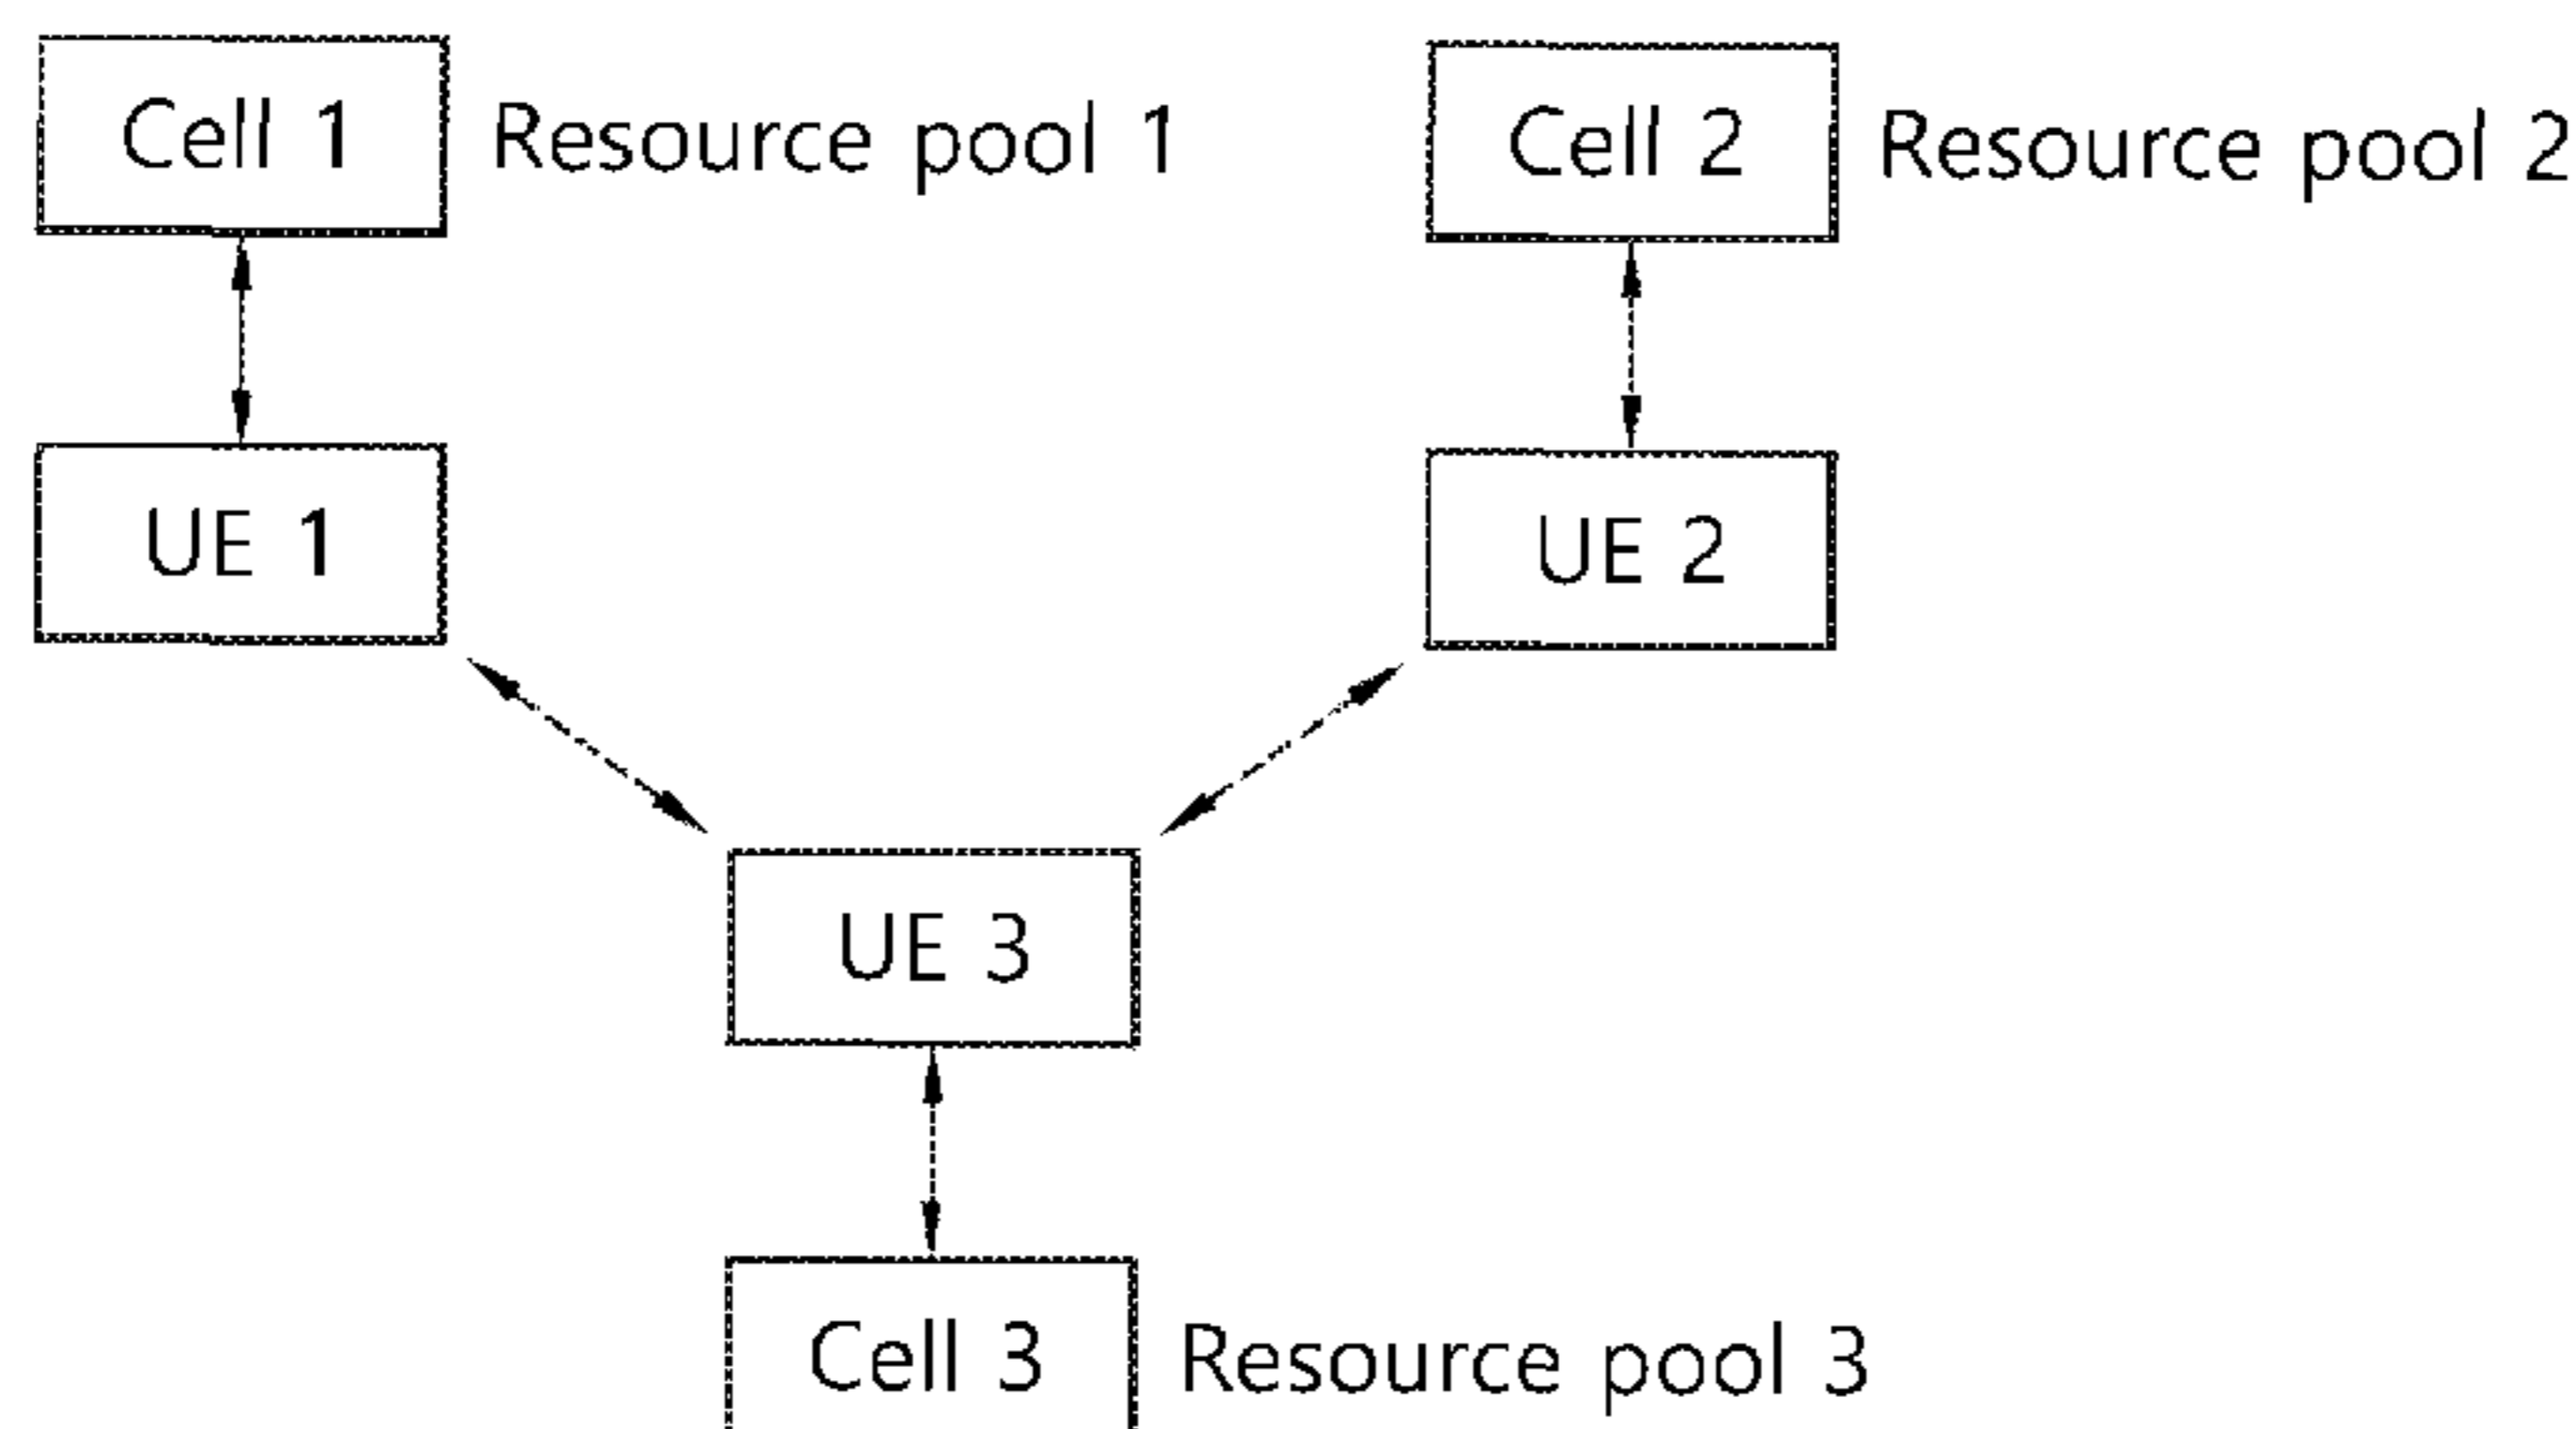 Cell 1 Resource pool 1
Cell 2 Resource pool 2
UE 1
UE 2
UE 3
Cell 3 Resource pool 3